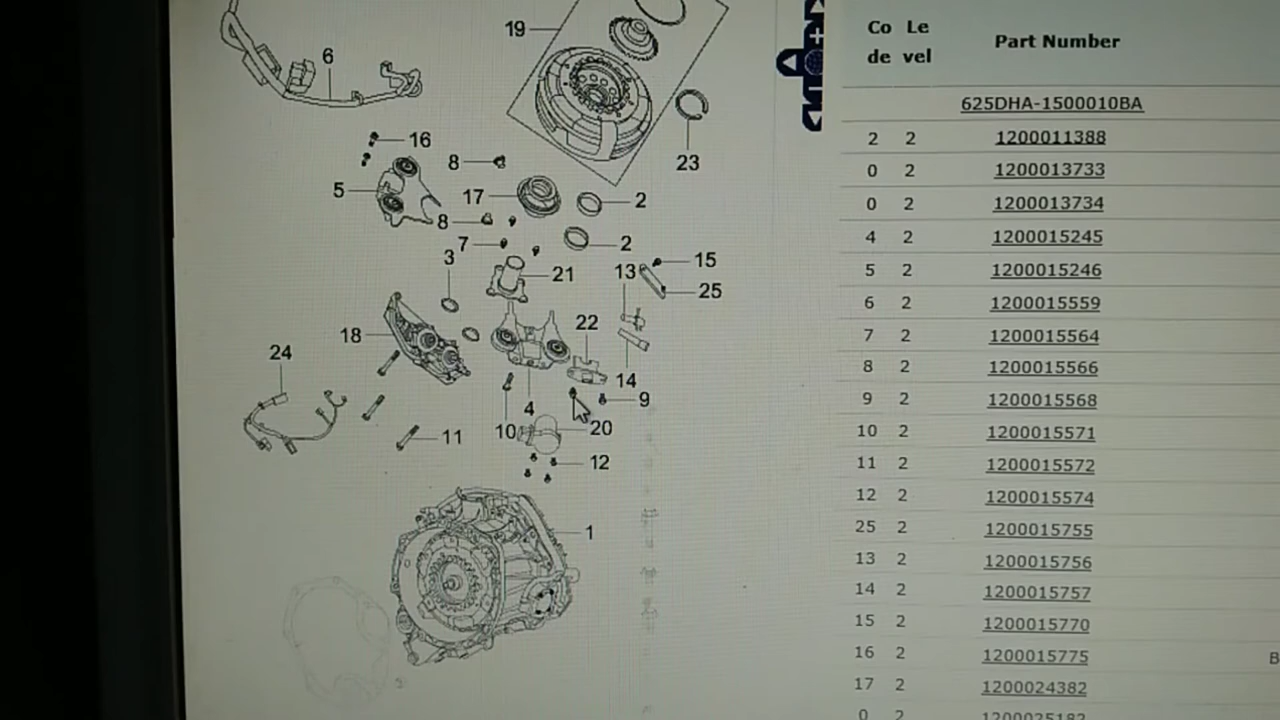 19
6
23
16
8
5
17
2
8
7
2
3
21
13
15
25
22
18
24
14
9
4
10
20
11
12
1
Co Le
de vel
Part Number
625DHA-1500010BA
2 2 1200011388
0 2 1200013733
0 2 1200013734
4 2 1200015245
5 2 1200015246
6 2 1200015559
7 2 1200015564
8 2 1200015566
9 2 1200015568
10 2 1200015571
11 2 1200015572
12 2 1200015574
25 2 1200015755
13 2 1200015756
14 2 1200015757
15 2 1200015770
16 2 1200015775 B
17 2 1200024382
0 2 1200025182